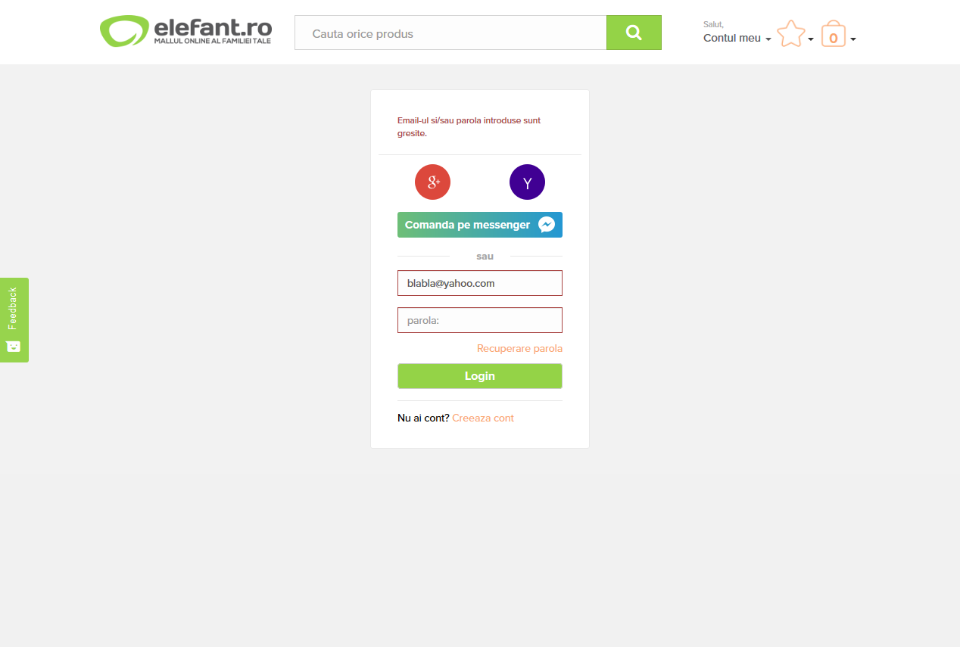 elefant.ro
MALLUL ONLINE AL FAMILIEI TALE
Cauta orice produs
Salut,
Contul meu
0
Email-ul si/sau parola introduse sunt
gresite.
g+
Y
Comanda pe messenger
sau
blabla@yahoo.com
parola:
Recuperare parola
Login
Nu ai cont? Creeaza cont
Feedback